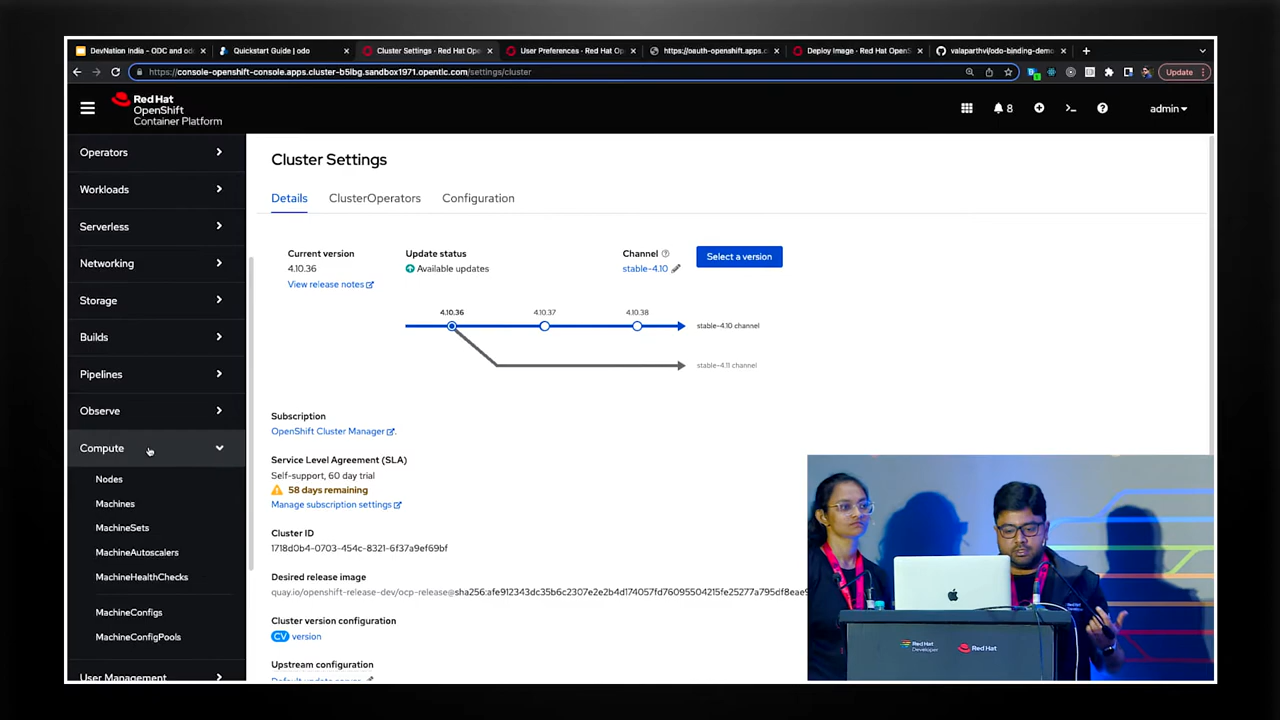 DevNation India - ODC and od
Quickstart Guide | odo
Cluster Settings · Red Hat Ope
User Preferences · Red Hat Op
https://oauth-openshift.apps.c
Deploy Image · Red Hat OpenS
valaparthvi/odo-binding-demo
https://console-openshift-console.apps.cluster-b5lbg.sandbox1971.opentlc.com/settings/cluster
Update
Red Hat
OpenShift
Container Platform
8
admin
Operators
Workloads
Serverless
Networking
Storage
Builds
Pipelines
Observe
Compute
Nodes
Machines
MachineSets
MachineAutoscalers
MachineHealthChecks
MachineConfigs
MachineConfigPools
User Management
Cluster Settings
Details
ClusterOperators
Configuration
Current version
4.10.36
View release notes
Update status
Available updates
Channel
stable-4.10
Select a version
4.10.36
4.10.37
4.10.38
stable-4.10 channel
stable-4.11 channel
Subscription
OpenShift Cluster Manager .
Service Level Agreement (SLA)
Self-support, 60 day trial
58 days remaining
Manage subscription settings
Cluster ID
1718d0b4-0703-454c-8321-6f37a9ef69bf
Desired release image
quay.io/openshift-release-dev/ocp-release@sha256:afe912343dc35b6c2307e2e2b4d174057fd76095504215fe25277a795df8eae9
Cluster version configuration
CV version
Upstream configuration
Default update server
Red Hat
Developer
Red Hat